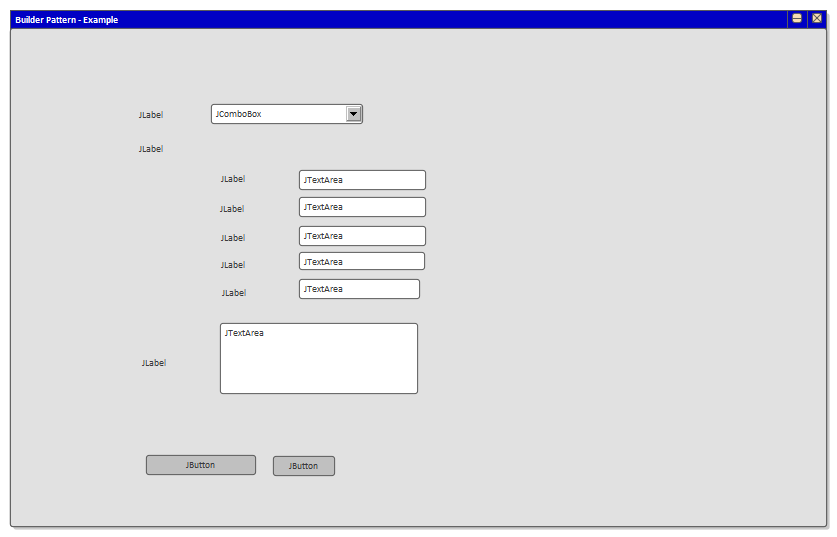 Builder Pattern - Example
JLabel JComboBox
JLabel
JLabel JTextArea
JLabel JTextArea
JLabel JTextArea
JLabel JTextArea
JLabel JTextArea
JTextArea
JLabel
JButton JButton